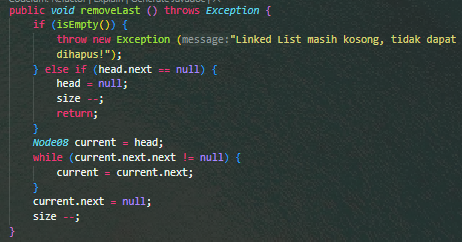 public void removeLast () throws Exception {
if (isEmpty()) {
throw new Exception (message:"Linked List masih kosong, tidak dapat
dihapus!");
} else if (head.next == null) {
head = null;
size --;
return;
}
Node08 current = head;
while (current.next.next != null) {
current = current.next;
}
current.next = null;
size --;
}